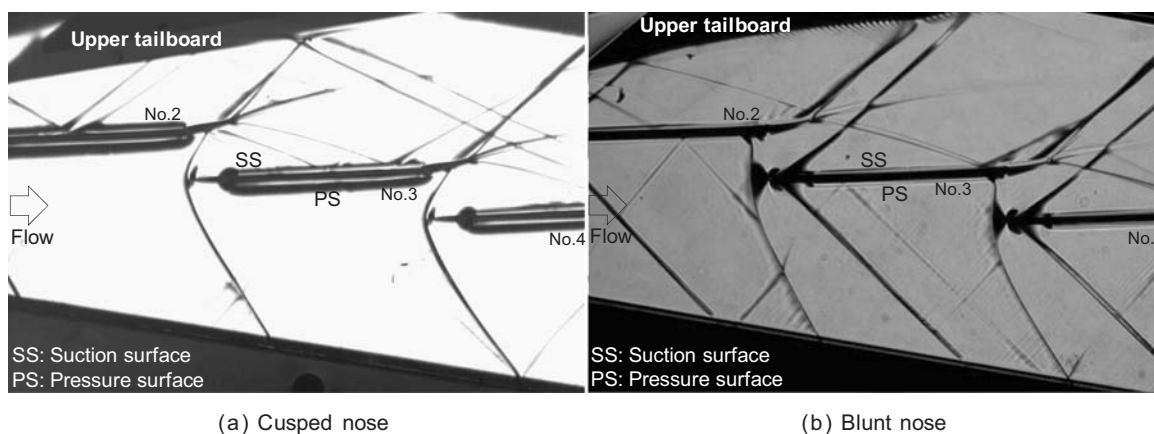 Upper tailboard
No.2
SS
PS
No.3
No.4
Flow
SS: Suction surface
PS: Pressure surface
(a) Cusped nose
Upper tailboard
No.2
SS
PS
No.3
No.
Flow
SS: Suction surface
PS: Pressure surface
(b) Blunt nose